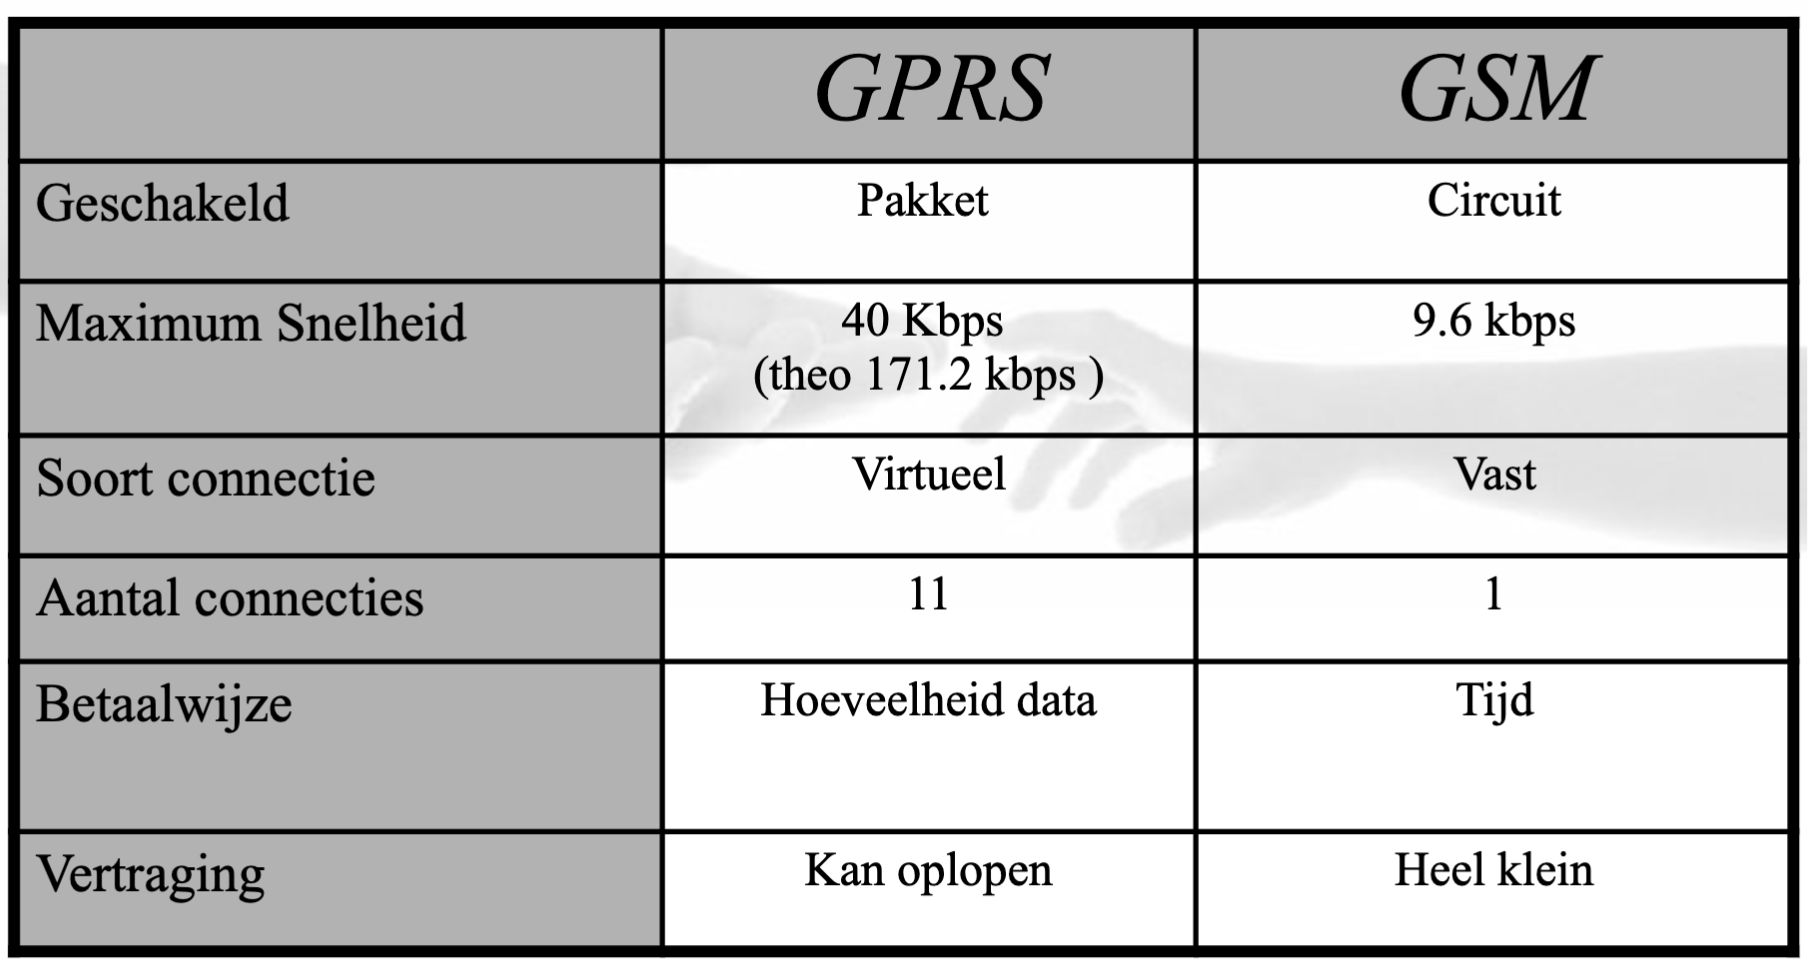 GPRS GSM
Geschakeld Pakket Circuit
Maximum Snelheid 40 Kbps 9.6 kbps
(theo 171.2 kbps )
Soort connectie Virtueel Vast
Aantal connecties 11 1
Betaalwijze Hoeveelheid data Tijd
Vertraging Kan oplopen Heel klein